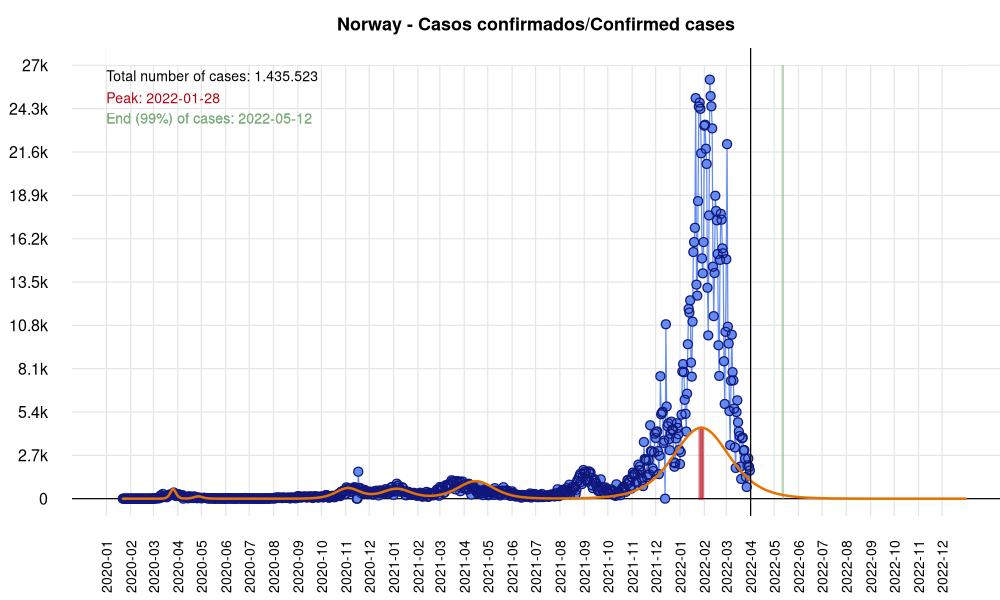 Norway - Casos confirmados/Confirmed cases
Total number of cases: 1.435.523
Peak: 2022-01-28
End (99%) of cases: 2022-05-12
27k
24.3k
21.6k
18.9k
16.2k
13.5k
10.8k
8.1k
5.4k
2.7k
0
2020-01
2020-02
2020-03
2020-04
2020-05
2020-06
2020-07
2020-08
2020-09
2020-10
2020-11
2020-12
2021-01
2021-02
2021-03
2021-04
2021-05
2021-06
2021-07
2021-08
2021-09
2021-10
2021-11
2021-12
2022-01
2022-02
2022-03
2022-04
2022-05
2022-06
2022-07
2022-08
2022-09
2022-10
2022-11
2022-12